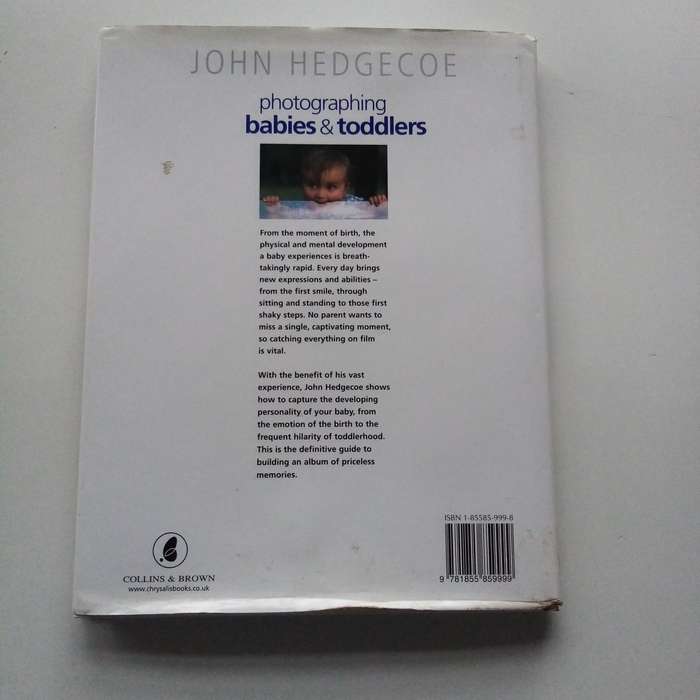 JOHN HEDGECOE
photographing
babies & toddlers
From the moment of birth, the
physical and mental development
a baby experiences is breath-
takingly rapid. Every day brings
new expressions and abilities –
from the first smile, through
sitting and standing to those first
shaky steps. No parent wants to
miss a single, captivating moment,
so catching everything on film
is vital.
With the benefit of his vast
experience, John Hedgecoe shows
how to capture the developing
personality of your baby, from
the emotion of the birth to the
frequent hilarity of toddlerhood.
This is the definitive guide to
building an album of priceless
memories.
COLLINS & BROWN
www.chrysalisbooks.co.uk
ISBN 1-85585-999-8
9 781855 859999